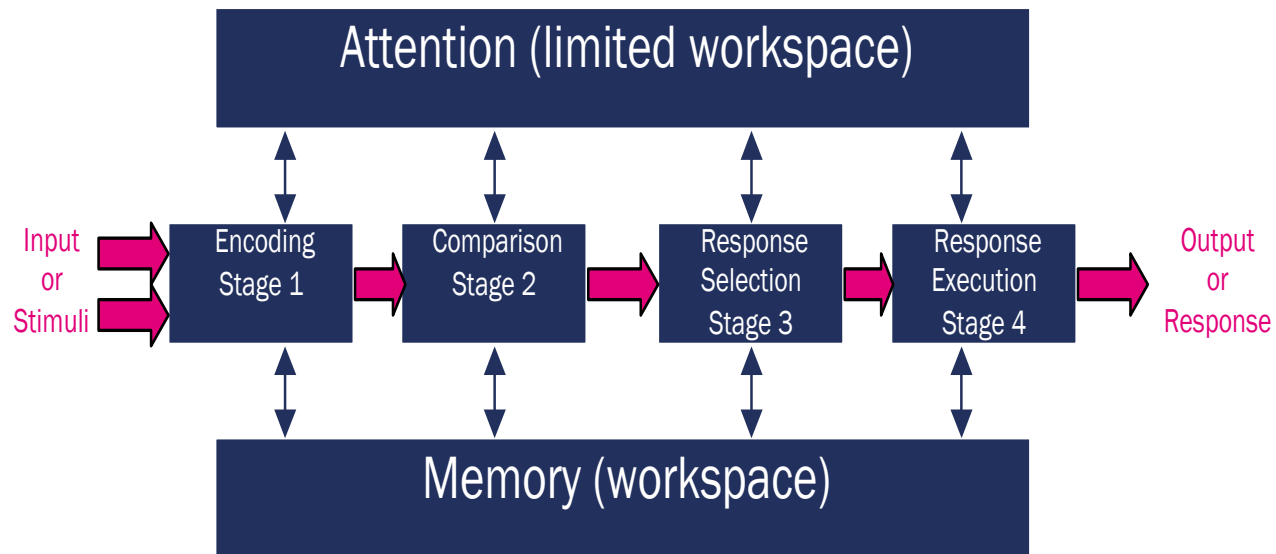 Attention (limited workspace)
Input
or
Stimuli
Encoding
Stage 1
Comparison
Stage 2
Response
Selection
Stage 3
Response
Execution
Stage 4
Output
or
Response
Memory (workspace)